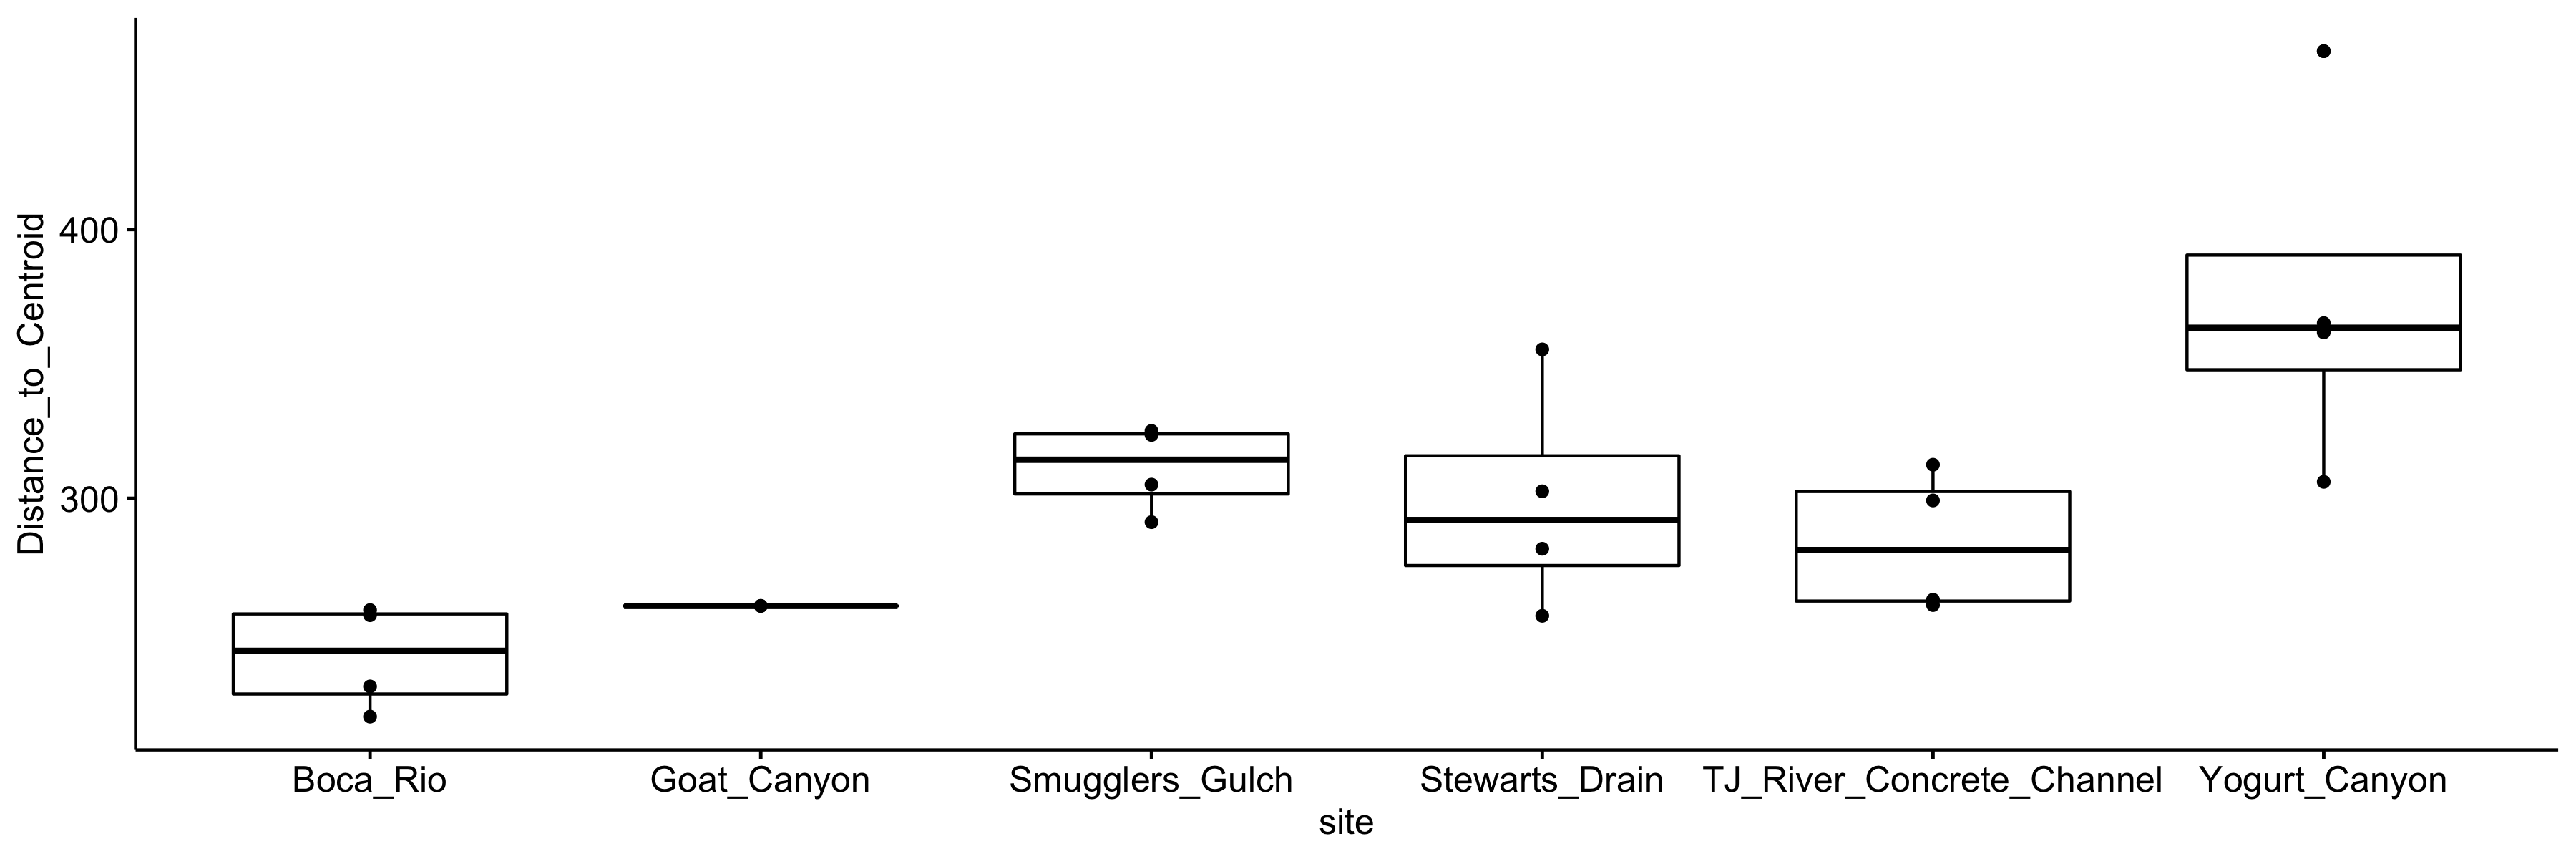 Distance_to_Centroid
400
300
Boca_Rio
Goat_Canyon
Smugglers_Gulch
Stewarts_Drain
TJ_River_Concrete_Channel
Yogurt_Canyon
site